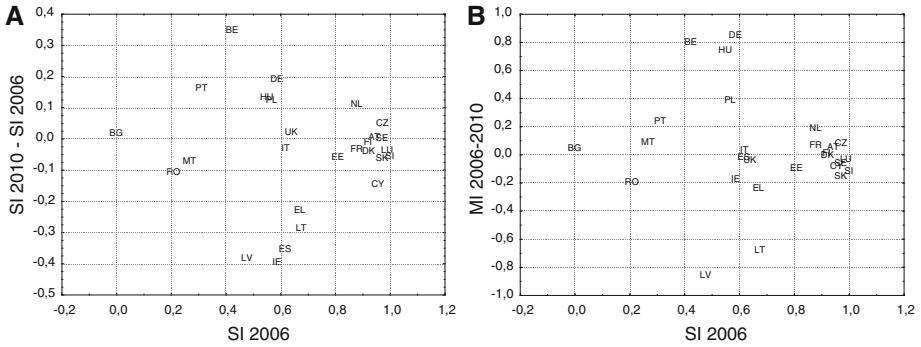 A
SI 2010 - SI 2006
0,4
0,3
0,2
0,1
0,0
-0,1
-0,2
-0,3
-0,4
-0,5
BE
DE
PT
HU
PL
NL
CZ
BG
UK
AT
SE
FI
IT
FR
DK
LU
EE
SK
SI
MT
RO
CY
EL
LT
ES
LV
IE
-0,2 0,0 0,2 0,4 0,6 0,8 1,0 1,2
SI 2006
B
MI 2006-2010
1,0
0,8
0,6
0,4
0,2
0,0
-0,2
-0,4
-0,6
-0,8
-1,0
DE
BE
HU
PL
PT
NL
MT
CZ
FR
BG
AT
IT
FI
DK
ES
UK
LU
SE
CY
EE
SI
SK
IE
RO
EL
LT
LV
-0,2 0,0 0,2 0,4 0,6 0,8 1,0 1,2
SI 2006